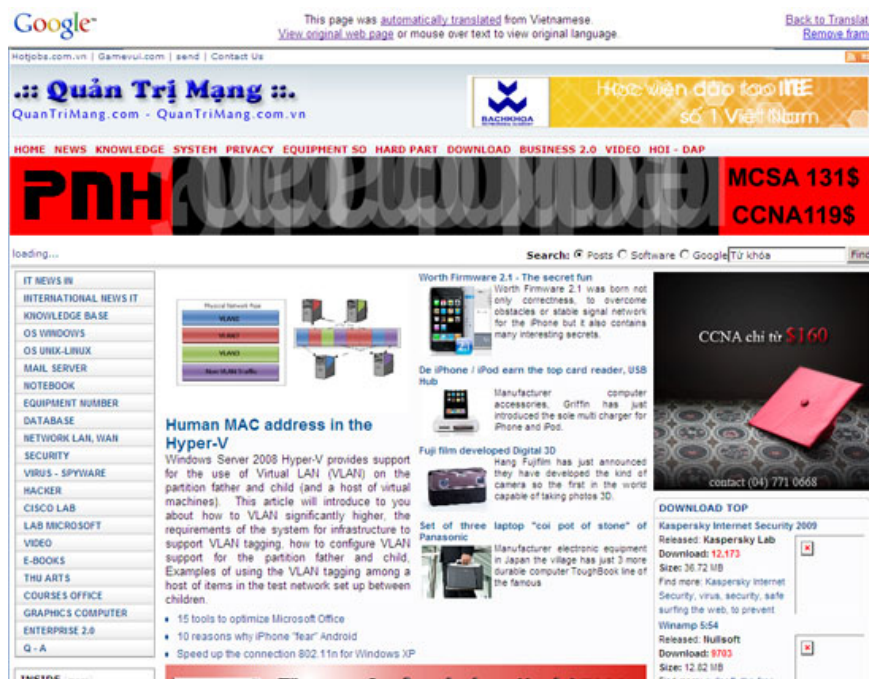 Google
This page was automatically translated from Vietnamese.
View original web page or mouse over text to view original language.
Back to Translat
Remove fram
Hotjobs.com.vn | Gamevui.com | send | Contact Us
.:: Quản Trị Mạng ::.
QuanTriMang.com - QuanTriMang.com.vn
BACHKHOA
Học viện đào tạo
số 1 Việt Nam
HOME NEWS KNOWLEDGE SYSTEM PRIVACY EQUIPMENT SO HARD PART DOWNLOAD BUSINESS 2.0 VIDEO HOI - DAP
PNH
MCSA 131$
CCNA119$
loading...
Search: Posts Software Google Từ khóa Find
IT NEWS IN
INTERNATIONAL NEWS IT
KNOWLEDGE BASE
OS WINDOWS
OS UNIX-LINUX
MAIL SERVER
NOTEBOOK
EQUIPMENT NUMBER
DATABASE
NETWORK LAN, WAN
SECURITY
VIRUS - SPYWARE
HACKER
CISCO LAB
LAB MICROSOFT
VIDEO
E-BOOKS
THU ARTS
COURSES OFFICE
GRAPHICS COMPUTER
ENTERPRISE 2.0
Q - A
VLAN1
VLAN2
VLAN3
Non VLAN Traffic
Human MAC address in the
Hyper-V
Windows Server 2008 Hyper-V provides support
for the use of Virtual LAN (VLAN) on the
partition father and child (and a host of virtual
machines). This article will introduce to you
about how to VLAN significantly higher, the
requirements of the system for infrastructure to
support VLAN tagging, how to configure VLAN
support for the partition father and child,
Examples of using the VLAN tagging among a
host of items in the test network set up between
children.
15 tools to optimize Microsoft Office
10 reasons why iPhone "fear" Android
Speed up the connection 802.11n for Windows XP
Worth Firmware 2.1 - The secret fun
Worth Firmware 2.1 was born not
only correctness, to overcome
obstacles or stable signal network
for the iPhone but it also contains
many interesting secrets.
De iPhone / iPod earn the top card reader, USB
Hub
Manufacturer computer
accessories, Griffin has just
introduced the sole multi charger for
iPhone and iPod.
Fuji film developed Digital 3D
Hang Fujifilm has just announced
they have developed the kind of
camera so the first in the world
capable of taking photos 3D.
Set of three laptop "coi pot of stone" of
Panasonic
Manufacturer electronic equipment
in Japan the village has just 3 more
durable computer ToughBook line of
the famous
CCNA chỉ từ $160
contact (04) 771 0668
DOWNLOAD TOP
Kaspersky Internet Security 2009
Released: Kaspersky Lab
Download: 12.173
Size: 36.72 MB
Find more: Kaspersky Internet
Security, virus, security, safe
surfing the web, to prevent
Winamp 5:54
Released: Nullsoft
Download: 9703
Size: 12.82 MB